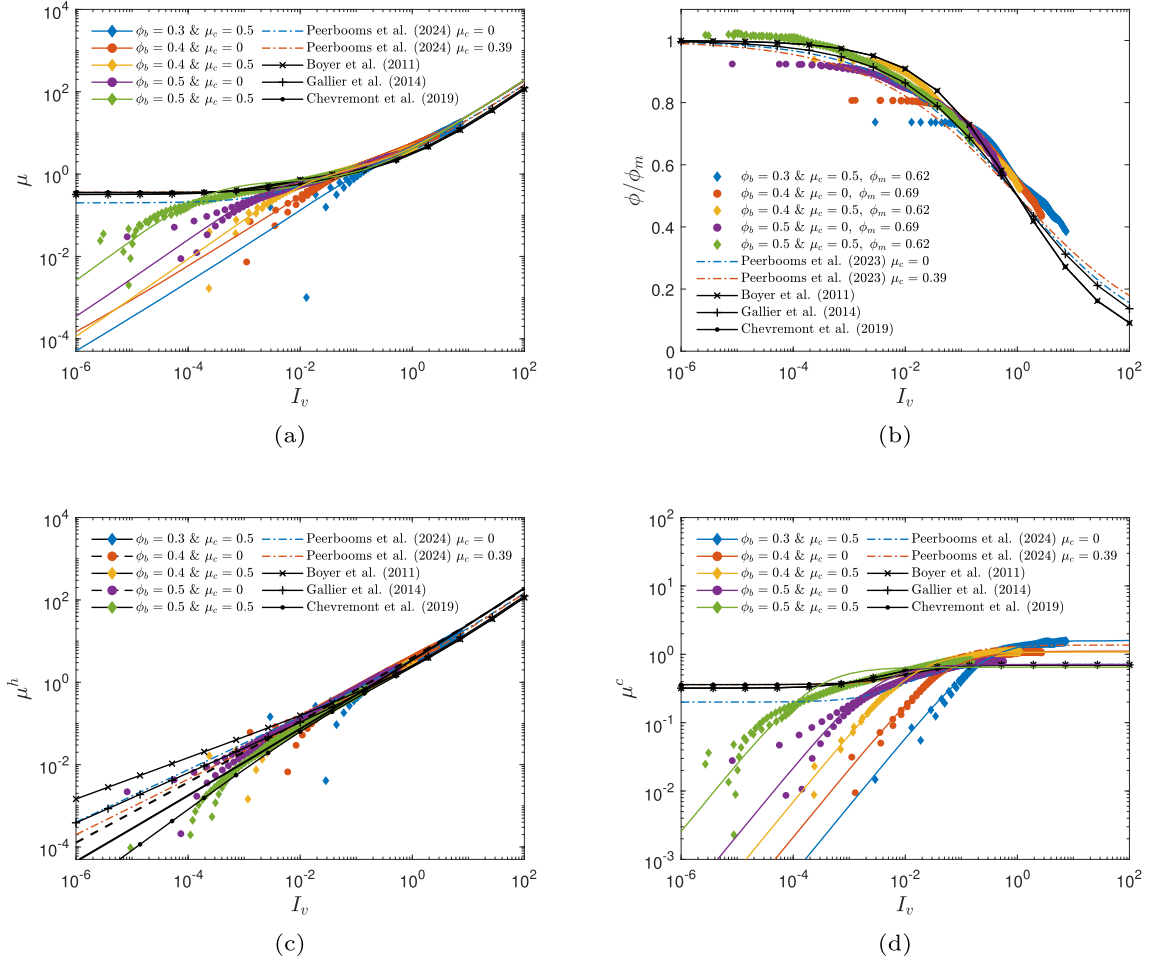 10^4
10^2
10^0
10^-2
10^-4
μ
ϕ_b = 0.3 & μ_c = 0.5
ϕ_b = 0.4 & μ_c = 0
ϕ_b = 0.4 & μ_c = 0.5
ϕ_b = 0.5 & μ_c = 0
ϕ_b = 0.5 & μ_c = 0.5
Peerbooms et al. (2024) μ_c = 0
Peerbooms et al. (2024) μ_c = 0.39
Boyer et al. (2011)
Gallier et al. (2014)
Chevremont et al. (2019)
10^-6 10^-4 10^-2 10^0 10^2
I_v
(a)
1
0.8
0.6
0.4
0.2
0
ϕ/ϕ_m
ϕ_b = 0.3 & μ_c = 0.5, ϕ_m = 0.62
ϕ_b = 0.4 & μ_c = 0, ϕ_m = 0.69
ϕ_b = 0.4 & μ_c = 0.5, ϕ_m = 0.62
ϕ_b = 0.5 & μ_c = 0, ϕ_m = 0.69
ϕ_b = 0.5 & μ_c = 0.5, ϕ_m = 0.62
Peerbooms et al. (2023) μ_c = 0
Peerbooms et al. (2023) μ_c = 0.39
Boyer et al. (2011)
Gallier et al. (2014)
Chevremont et al. (2019)
10^-6 10^-4 10^-2 10^0 10^2
I_v
(b)
10^4
10^2
10^0
10^-2
10^-4
μ^h
ϕ_b = 0.3 & μ_c = 0.5
ϕ_b = 0.4 & μ_c = 0
ϕ_b = 0.4 & μ_c = 0.5
ϕ_b = 0.5 & μ_c = 0
ϕ_b = 0.5 & μ_c = 0.5
Peerbooms et al. (2024) μ_c = 0
Peerbooms et al. (2024) μ_c = 0.39
Boyer et al. (2011)
Gallier et al. (2014)
Chevremont et al. (2019)
10^-6 10^-4 10^-2 10^0 10^2
I_v
(c)
10^2
10^1
10^0
10^-1
10^-2
10^-3
μ^c
ϕ_b = 0.3 & μ_c = 0.5
ϕ_b = 0.4 & μ_c = 0
ϕ_b = 0.4 & μ_c = 0.5
ϕ_b = 0.5 & μ_c = 0
ϕ_b = 0.5 & μ_c = 0.5
Peerbooms et al. (2024) μ_c = 0
Peerbooms et al. (2024) μ_c = 0.39
Boyer et al. (2011)
Gallier et al. (2014)
Chevremont et al. (2019)
10^-6 10^-4 10^-2 10^0 10^2
I_v
(d)